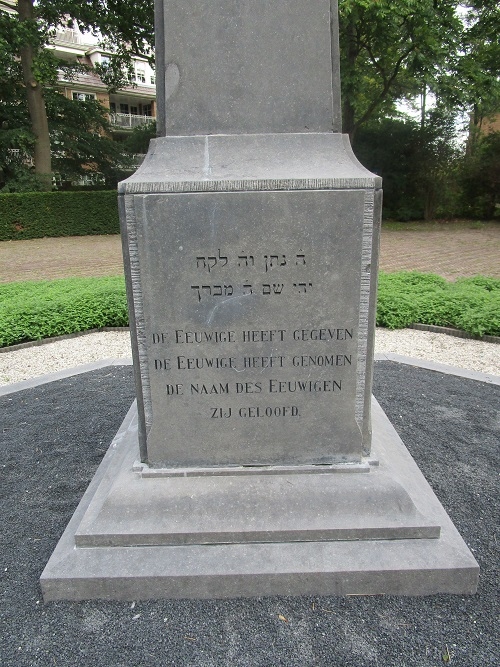 ה׳ נתן וה׳ לקח
יהי שם ה׳ מברך
DE EEUWIGE HEEFT GEGEVEN
DE EEUWIGE HEEFT GENOMEN
DE NAAM DES EEUWIGEN
ZIJ GELOOFD.